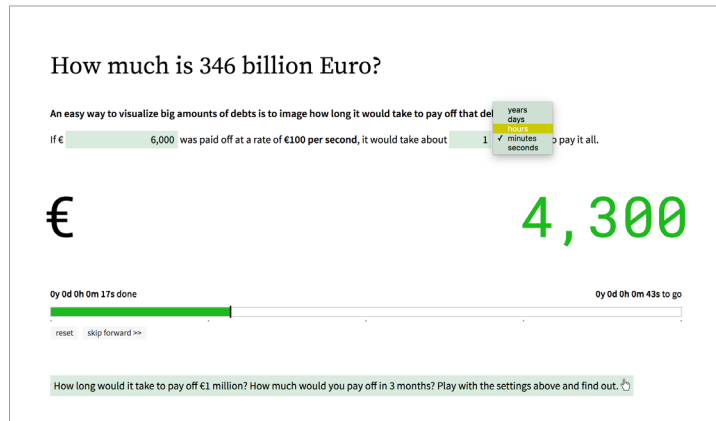 How much is 346 billion Euro?
An easy way to visualize big amounts of debts is to image how long it would take to pay off that de
If € 6,000 was paid off at a rate of €100 per second, it would take about 1 pay it all.
years
days
hours
✓ minutes
seconds
€ 4,300
0y 0d 0h 0m 17s done 0y 0d 0h 0m 43s to go
reset skip forward >>
How long would it take to pay off €1 million? How much would you pay off in 3 months? Play with the settings above and find out.